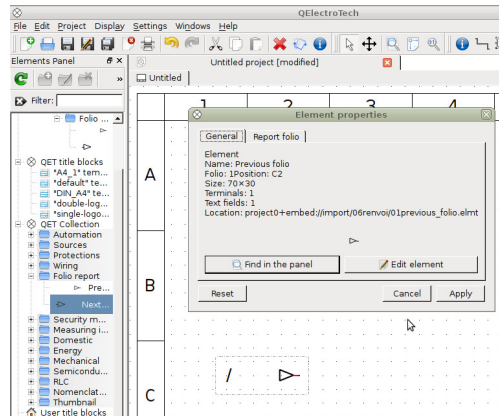 QElectroTech
File Edit Project Display Settings Windows Help
Elements Panel
Untitled project [modified]
Untitled
Filter:
Folio ...
QET title blocks
"A4_1" tem...
"default" te...
"DIN_A4" te...
"double-log...
"single-logo...
QET Collection
Automation
Sources
Protections
Wiring
Folio report
Pre...
Next...
Security m...
Measuring i...
Domestic
Energy
Mechanical
Semicondu...
RLC
Nomenclat...
Thumbnail
User title blocks
1 2 3 4
A
B
C
Element properties
General Report folio
Element
Name: Previous folio
Folio: 1Position: C2
Size: 70×30
Terminals: 1
Text fields: 1
Location: project0+embed://import/06renvoi/01previous_folio.elmt
Find in the panel Edit element
Reset Cancel Apply
/